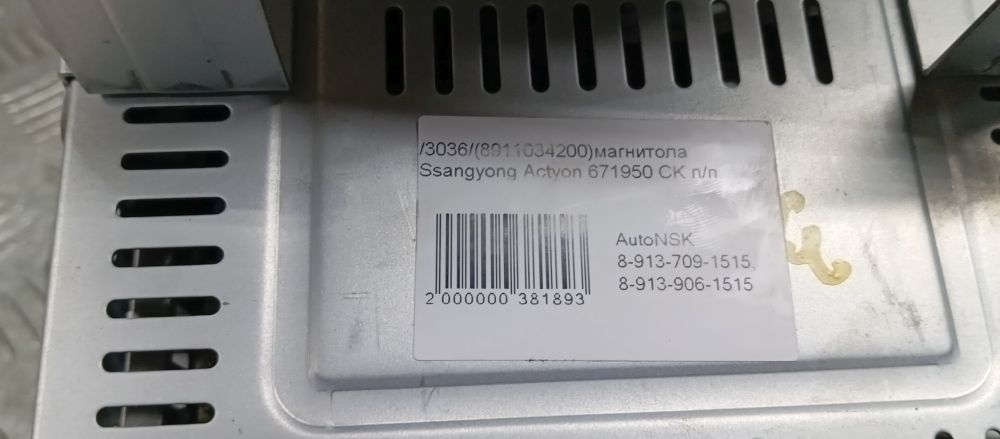 /3036/(8911034200)магнитола
Ssangyong Actyon 671950 CK п/п
AutoNSK
8-913-709-1515,
8-913-906-1515
2 000000 381893